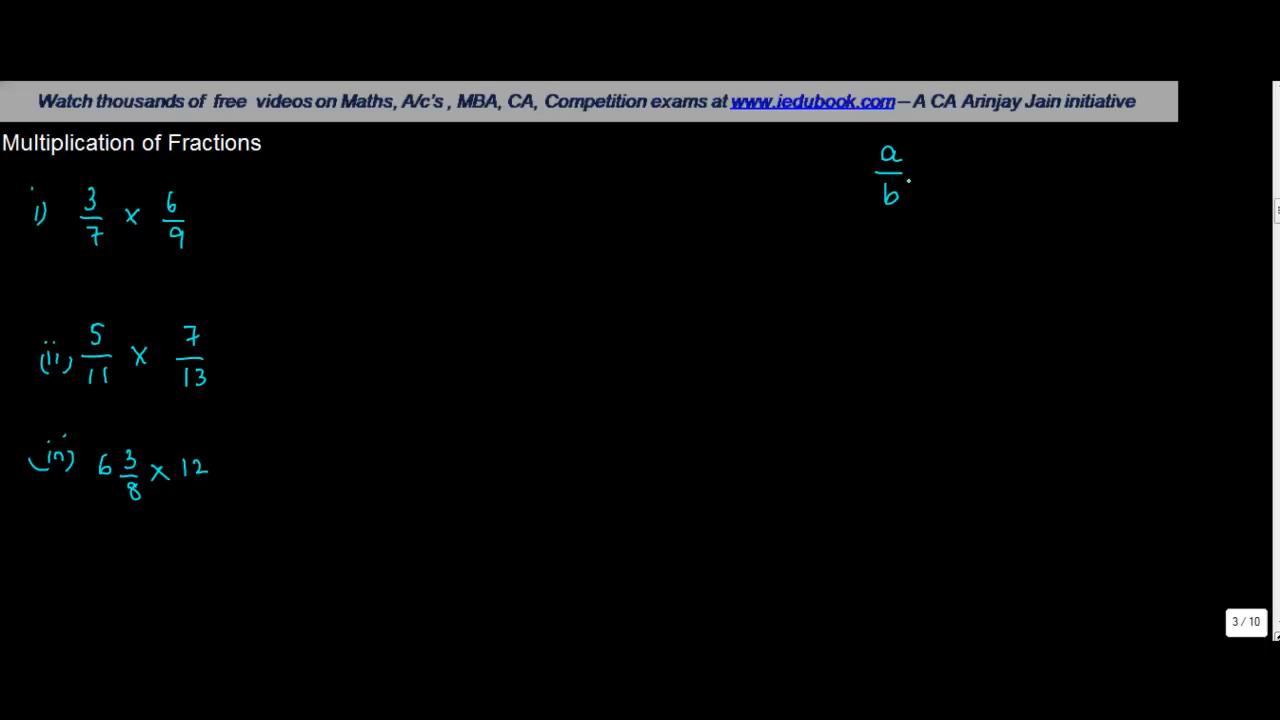 Watch thousands of free videos on Maths, A/c's , MBA, CA, Competition exams at www.iedubook.com – A CA Arinjay Jain initiative
Multiplication of Fractions
a/b
i) 3/7 x 6/9
(ii) 5/11 x 7/13
(iii) 6 3/8 x 12
3 / 10